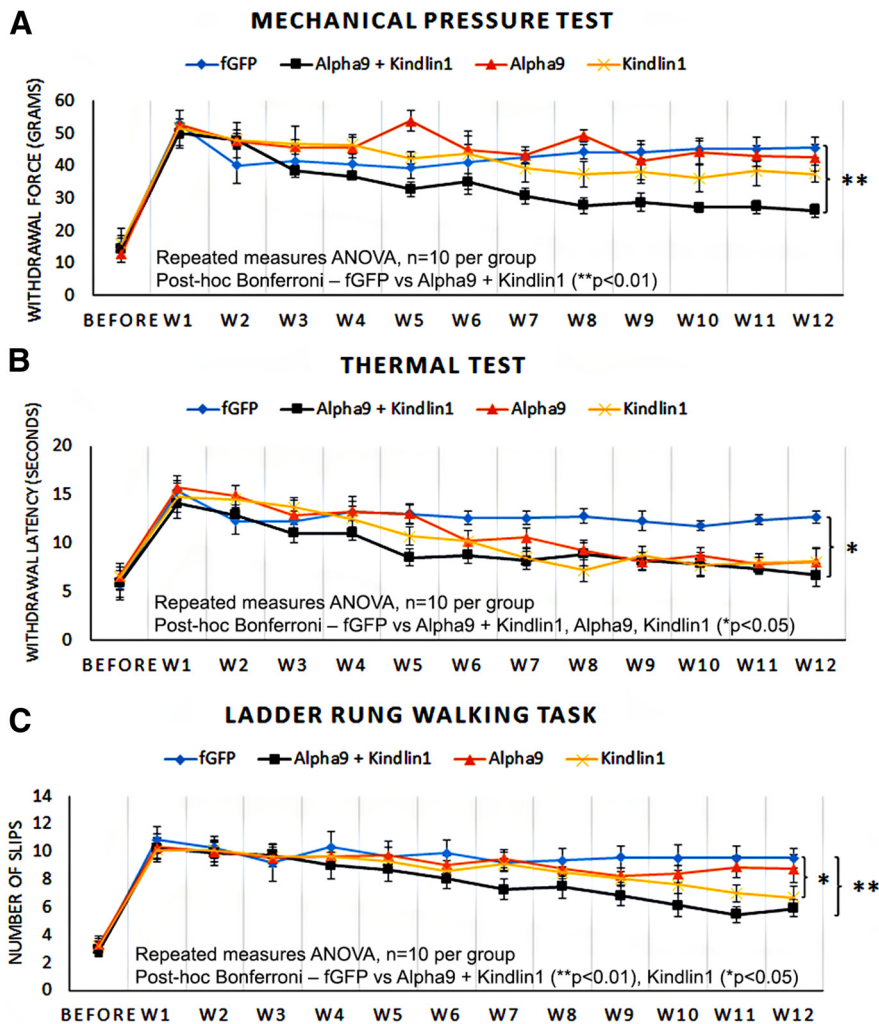 A
MECHANICAL PRESSURE TEST
fGFP Alpha9 + Kindlin1 Alpha9 Kindlin1
WITHDRAWAL FORCE (GRAMS)
60
50
40
30
20
10
0
**
Repeated measures ANOVA, n=10 per group
Post-hoc Bonferroni – fGFP vs Alpha9 + Kindlin1 (**p<0.01)
BEFORE W1 W2 W3 W4 W5 W6 W7 W8 W9 W10 W11 W12
B
THERMAL TEST
fGFP Alpha9 + Kindlin1 Alpha9 Kindlin1
WITHDRAWAL LATENCY (SECONDS)
20
15
10
5
0
*
Repeated measures ANOVA, n=10 per group
Post-hoc Bonferroni – fGFP vs Alpha9 + Kindlin1, Alpha9, Kindlin1 (*p<0.05)
BEFORE W1 W2 W3 W4 W5 W6 W7 W8 W9 W10 W11 W12
C
LADDER RUNG WALKING TASK
fGFP Alpha9 + Kindlin1 Alpha9 Kindlin1
NUMBER OF SLIPS
14
12
10
8
6
4
2
0
* **
Repeated measures ANOVA, n=10 per group
Post-hoc Bonferroni – fGFP vs Alpha9 + Kindlin1 (**p<0.01), Kindlin1 (*p<0.05)
BEFORE W1 W2 W3 W4 W5 W6 W7 W8 W9 W10 W11 W12